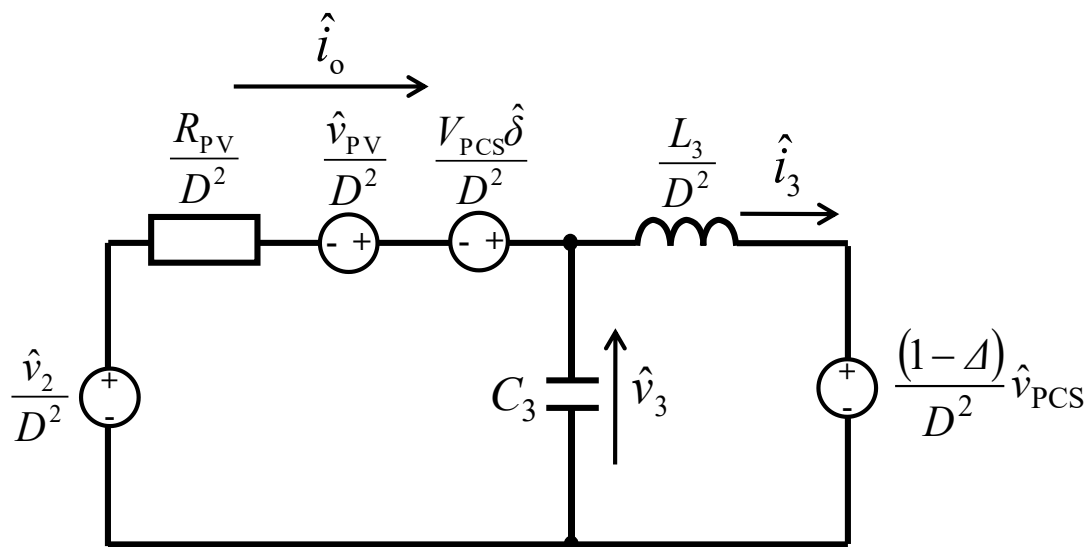 î_o
R_PV/D² v̂_PV/D² V_PCS δ̂/D² L_3/D² î_3
- + - +
v̂_2/D² + - C_3 v̂_3 + - (1-Δ)/D² v̂_PCS